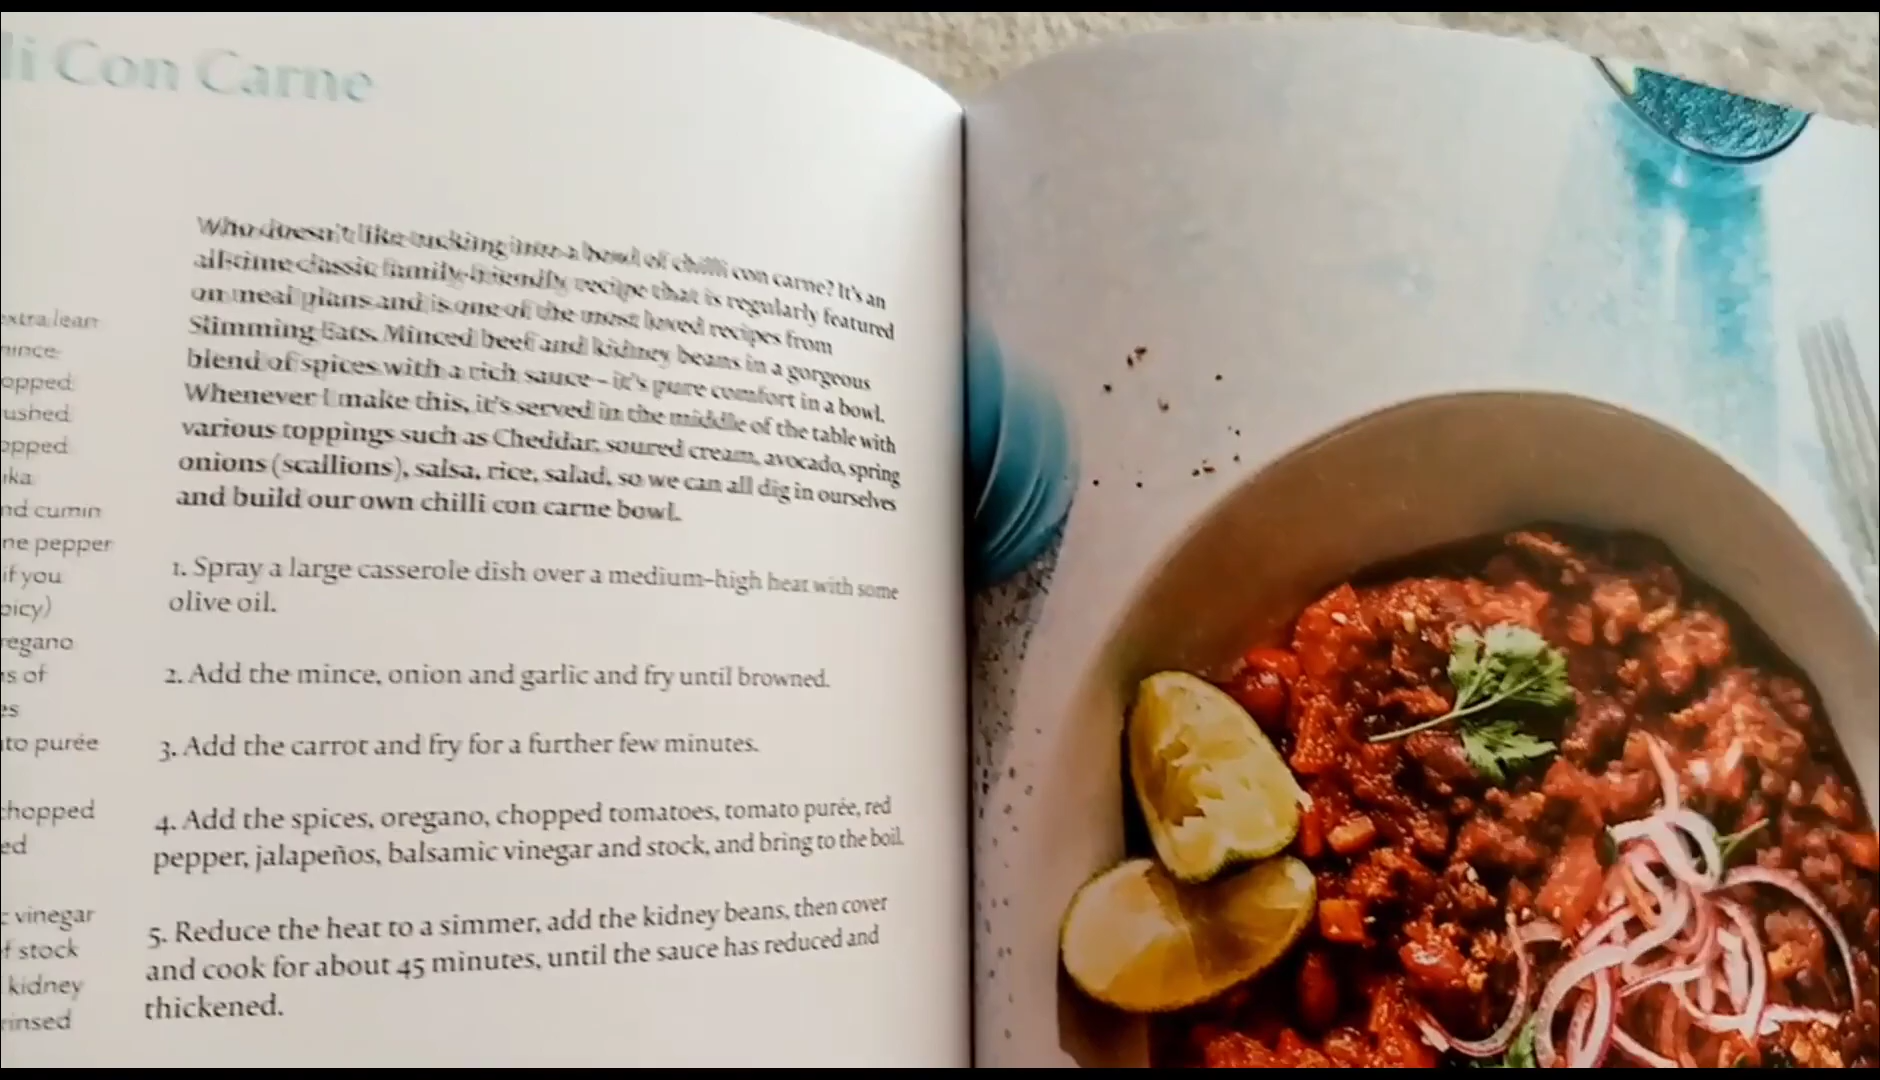 li Con Carne
extra lean
mince
opped
ushed
opped
ika
nd cumin
ne pepper
if you
picy)
regano
s of
es
to purée
chopped
ed
c vinegar
f stock
kidney
rinsed
Who doesn't like tucking into a bowl of chilli con carne? It's an
all-time classic family-friendly recipe that is regularly featured
on meal plans and is one of the most loved recipes from
Slimming Eats. Minced beef and kidney beans in a gorgeous
blend of spices with a rich sauce – it's pure comfort in a bowl.
Whenever I make this, it's served in the middle of the table with
various toppings such as Cheddar, soured cream, avocado, spring
onions (scallions), salsa, rice, salad, so we can all dig in ourselves
and build our own chilli con carne bowl.
1. Spray a large casserole dish over a medium-high heat with some
olive oil.
2. Add the mince, onion and garlic and fry until browned.
3. Add the carrot and fry for a further few minutes.
4. Add the spices, oregano, chopped tomatoes, tomato purée, red
pepper, jalapeños, balsamic vinegar and stock, and bring to the boil.
5. Reduce the heat to a simmer, add the kidney beans, then cover
and cook for about 45 minutes, until the sauce has reduced and
thickened.